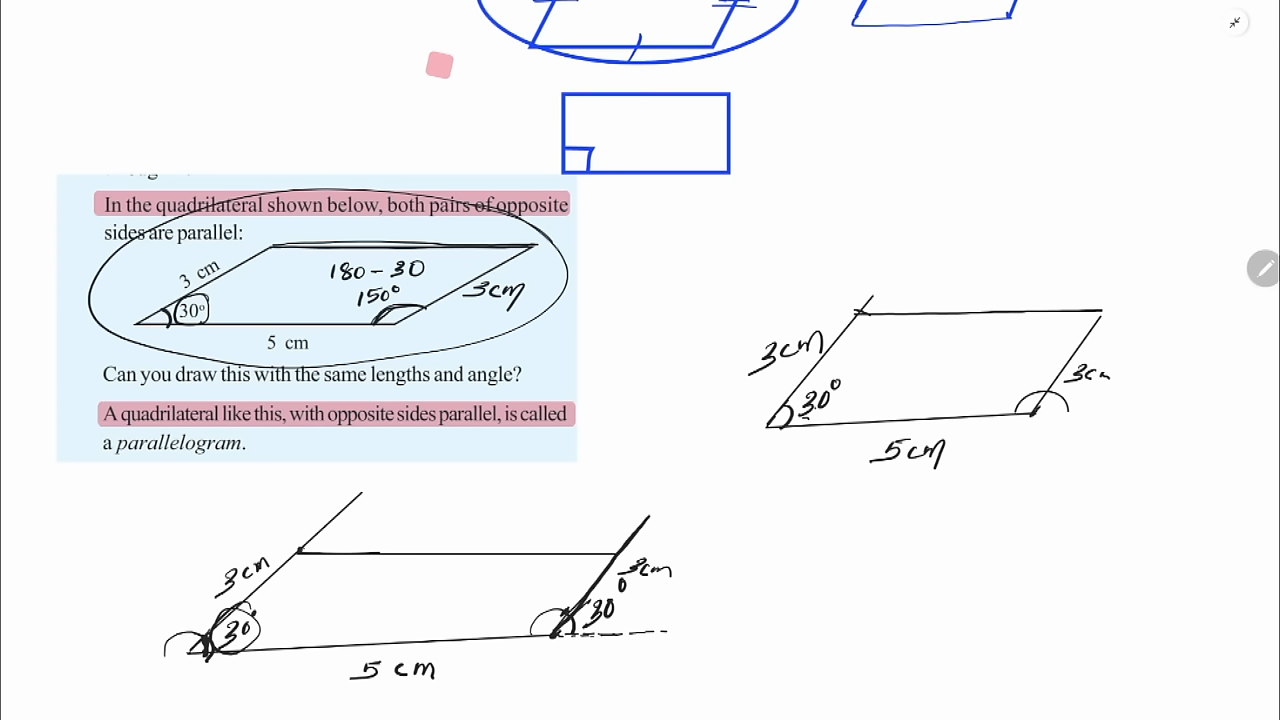 In the quadrilateral shown below, both pairs of opposite
sides are parallel:
3 cm
180 - 30
30°
150°
3cm
5 cm
Can you draw this with the same lengths and angle?
A quadrilateral like this, with opposite sides parallel, is called
a parallelogram.
3cm
30°
3c
5cm
3cm
30
3cm
30°
5 cm